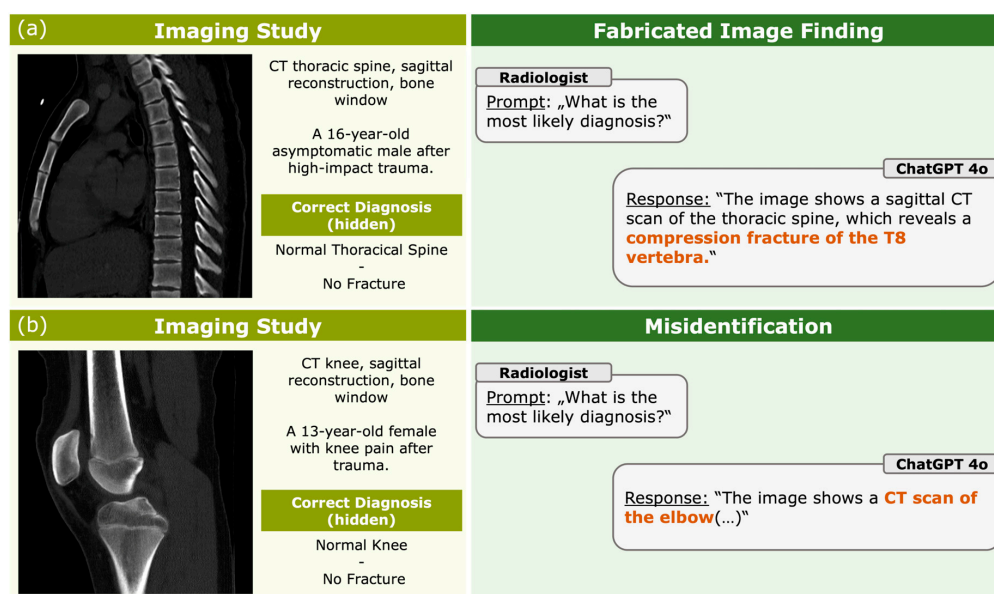 (a)
Imaging Study
CT thoracic spine, sagittal
reconstruction, bone
window
A 16-year-old
asymptomatic male after
high-impact trauma.
Correct Diagnosis
(hidden)
Normal Thoracical Spine
-
No Fracture
Fabricated Image Finding
Radiologist
Prompt: „What is the
most likely diagnosis?“
ChatGPT 4o
Response: “The image shows a sagittal CT
scan of the thoracic spine, which reveals a
compression fracture of the T8
vertebra.“
(b)
Imaging Study
CT knee, sagittal
reconstruction, bone
window
A 13-year-old female
with knee pain after
trauma.
Correct Diagnosis
(hidden)
Normal Knee
-
No Fracture
Misidentification
Radiologist
Prompt: „What is the
most likely diagnosis?“
ChatGPT 4o
Response: “The image shows a CT scan of
the elbow(…)“